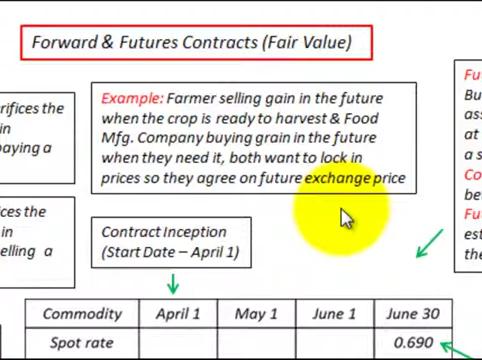 Forward & Futures Contracts (Fair Value)
rifices the
in
paying a
Example: Farmer selling gain in the future
when the crop is ready to harvest & Food
Mfg. Company buying grain in the future
when they need it, both want to lock in
prices so they agree on future exchange price
Fut
Bu
ass
at
a s
Co
bet
Fut
est
the
ices the
in
elling a
Contract Inception
(Start Date – April 1)
Commodity April 1 May 1 June 1 June 30
Spot rate 0.690